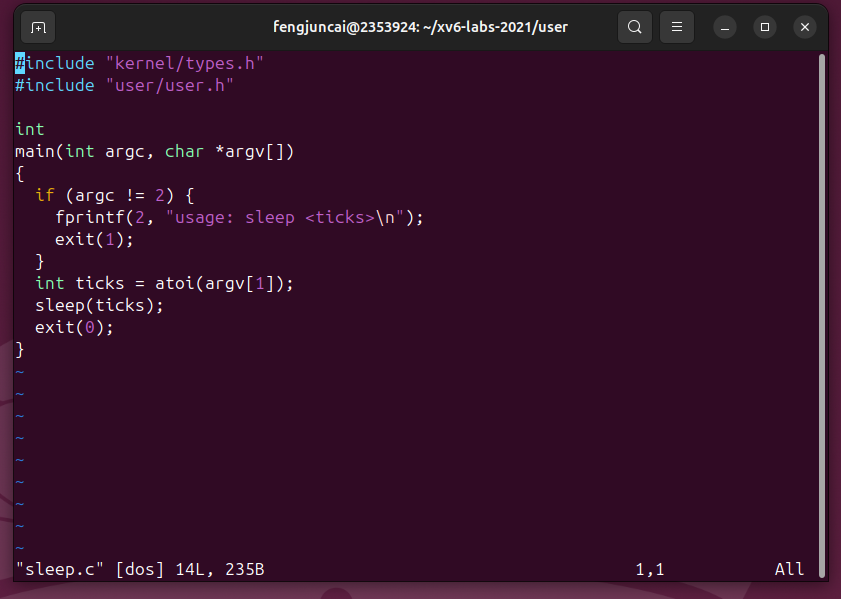 fengjuncai@2353924: ~/xv6-labs-2021/user
#include "kernel/types.h"
#include "user/user.h"
int
main(int argc, char *argv[])
{
  if (argc != 2) {
    fprintf(2, "usage: sleep <ticks>\n");
    exit(1);
  }
  int ticks = atoi(argv[1]);
  sleep(ticks);
  exit(0);
}
~
~
~
~
~
~
~
~
~
"sleep.c" [dos] 14L, 235B 1,1 All